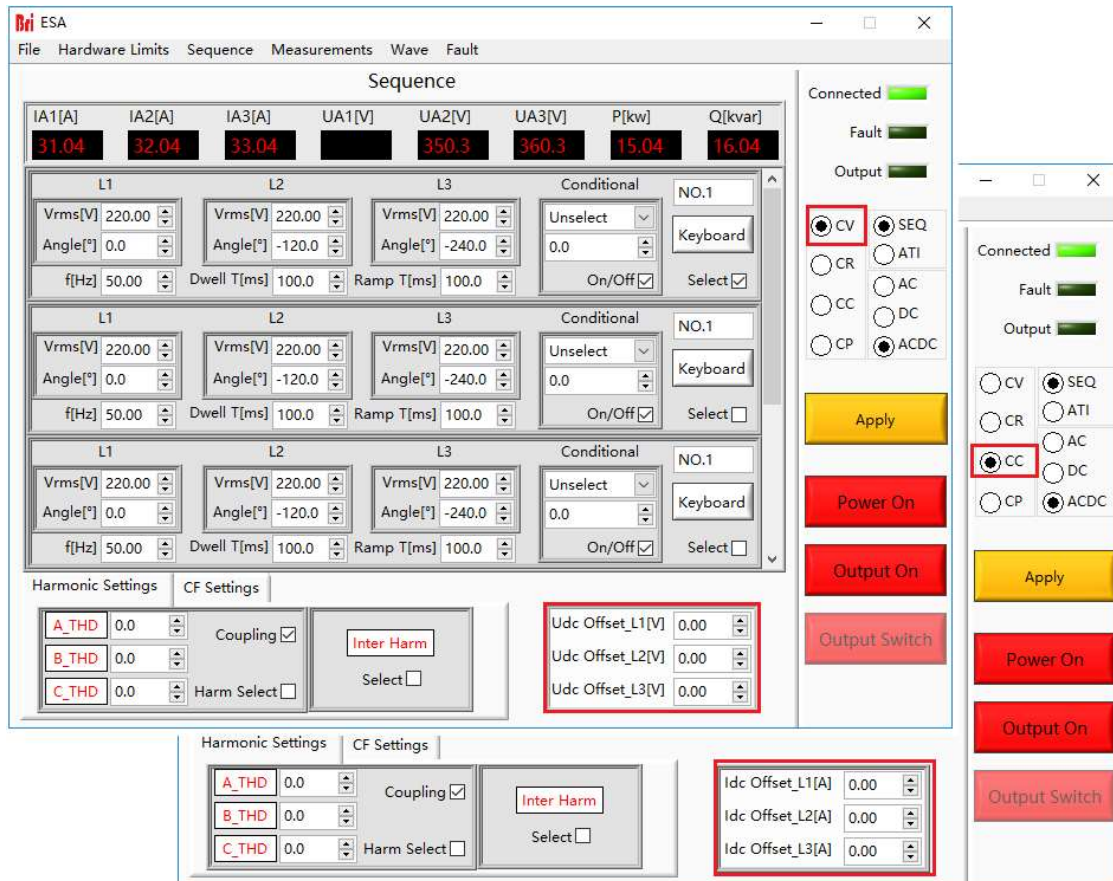 Bri ESA
File Hardware Limits Sequence Measurements Wave Fault
Sequence
IA1[A] IA2[A] IA3[A] UA1[V] UA2[V] UA3[V] P[kw] Q[kvar]
31.04 32.04 33.04 350.3 360.3 15.04 16.04
L1 L2 L3 Conditional NO.1
Vrms[V] 220.00 Vrms[V] 220.00 Vrms[V] 220.00 Unselect Keyboard
Angle[°] 0.0 Angle[°] -120.0 Angle[°] -240.0 0.0
f[Hz] 50.00 Dwell T[ms] 100.0 Ramp T[ms] 100.0 On/Off Select
L1 L2 L3 Conditional NO.1
Vrms[V] 220.00 Vrms[V] 220.00 Vrms[V] 220.00 Unselect Keyboard
Angle[°] 0.0 Angle[°] -120.0 Angle[°] -240.0 0.0
f[Hz] 50.00 Dwell T[ms] 100.0 Ramp T[ms] 100.0 On/Off Select
L1 L2 L3 Conditional NO.1
Vrms[V] 220.00 Vrms[V] 220.00 Vrms[V] 220.00 Unselect Keyboard
Angle[°] 0.0 Angle[°] -120.0 Angle[°] -240.0 0.0
f[Hz] 50.00 Dwell T[ms] 100.0 Ramp T[ms] 100.0 On/Off Select
Harmonic Settings CF Settings
A_THD 0.0 Coupling Inter Harm Udc Offset_L1[V] 0.00
B_THD 0.0 Select Udc Offset_L2[V] 0.00
C_THD 0.0 Harm Select Udc Offset_L3[V] 0.00
Connected
Fault
Output
CV SEQ
CR ATI
AC
CC DC
CP ACDC
Apply
Power On
Output On
Output Switch
Connected
Fault
Output
CV SEQ
CR ATI
AC
CC DC
CP ACDC
Apply
Power On
Output On
Output Switch
Harmonic Settings CF Settings
A_THD 0.0 Coupling Inter Harm Idc Offset_L1[A] 0.00
B_THD 0.0 Select Idc Offset_L2[A] 0.00
C_THD 0.0 Harm Select Idc Offset_L3[A] 0.00